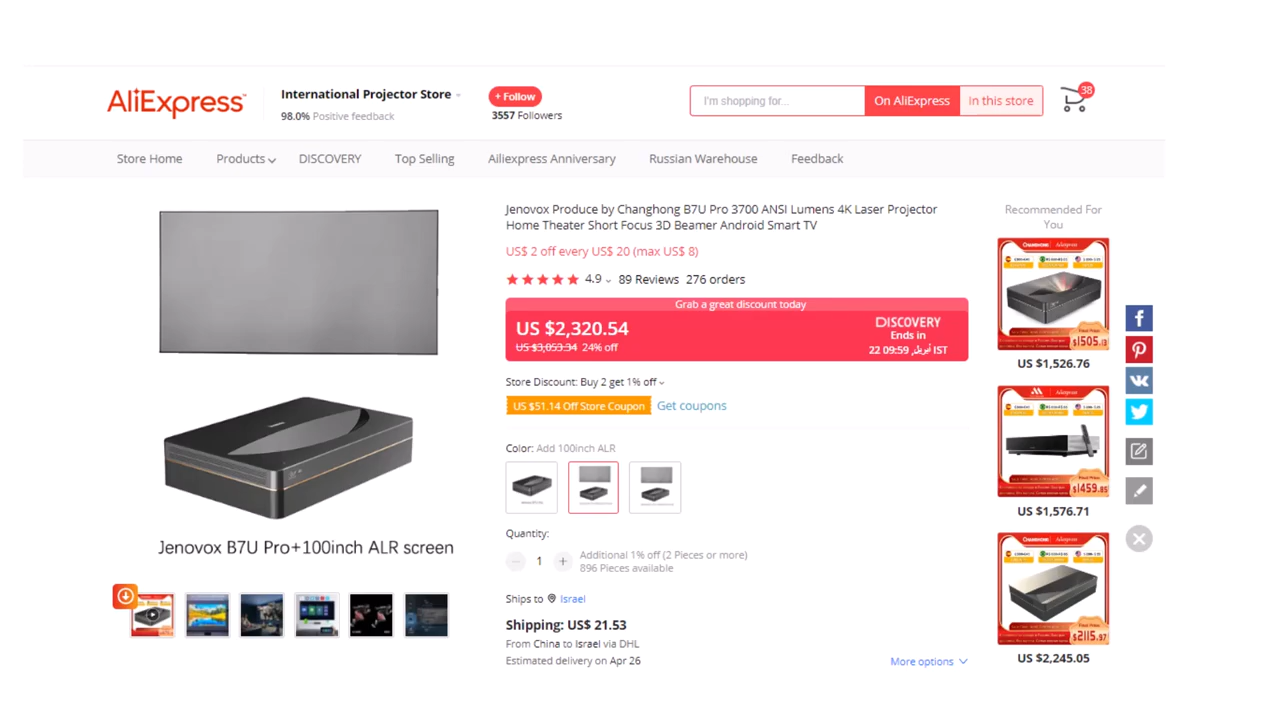 AliExpress™
International Projector Store
98.0% Positive feedback
+ Follow
3557 Followers
I'm shopping for...
On AliExpress
In this store
38
Store Home
Products
DISCOVERY
Top Selling
Ailiexpress Anniversary
Russian Warehouse
Feedback
Jenovox B7U Pro+100inch ALR screen
Jenovox Produce by Changhong B7U Pro 3700 ANSI Lumens 4K Laser Projector
Home Theater Short Focus 3D Beamer Android Smart TV
US$ 2 off every US$ 20 (max US$ 8)
4.9
89 Reviews
276 orders
Grab a great discount today
US $2,320.54
US $3,053.34 24% off
DISCOVERY
Ends in
22 أبريل, 09:59 IST
Store Discount: Buy 2 get 1% off
US $51.14 Off Store Coupon
Get coupons
Color: Add 100inch ALR
Quantity:
1
Additional 1% off (2 Pieces or more)
896 Pieces available
Ships to Israel
Shipping: US$ 21.53
From China to Israel via DHL
Estimated delivery on Apr 26
More options
Recommended For
You
CHANGHONG AliExpress
$1505.13
US $1,526.76
AliExpress
$1459.85
US $1,576.71
CHANGHONG AliExpress
$2115.97
US $2,245.05